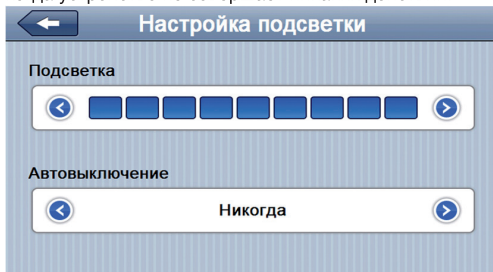 Настройка подсветки
Подсветка
Автовыключение
Никогда